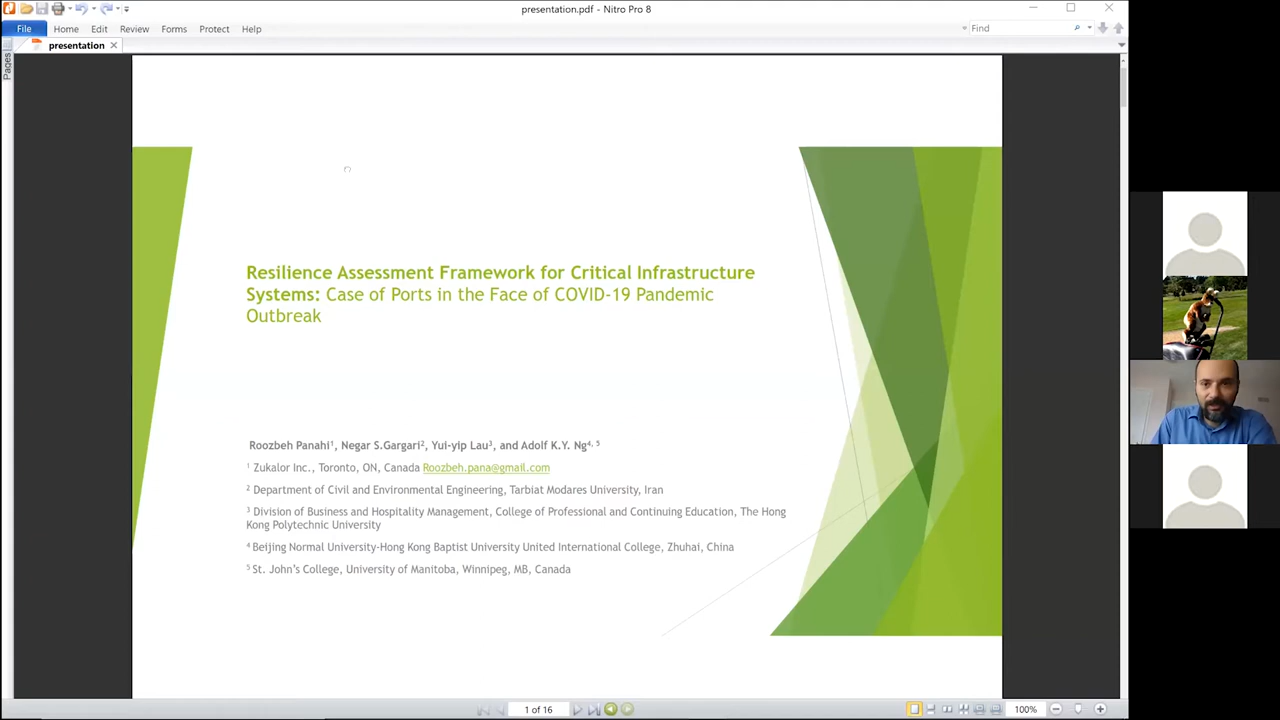 presentation.pdf - Nitro Pro 8
File Home Edit Review Forms Protect Help
Find
presentation
Pages
Resilience Assessment Framework for Critical Infrastructure
Systems: Case of Ports in the Face of COVID-19 Pandemic
Outbreak
Roozbeh Panahi1, Negar S.Gargari2, Yui-yip Lau3, and Adolf K.Y. Ng4, 5
1 Zukalor Inc., Toronto, ON, Canada Roozbeh.pana@gmail.com
2 Department of Civil and Environmental Engineering, Tarbiat Modares University, Iran
3 Division of Business and Hospitality Management, College of Professional and Continuing Education, The Hong
Kong Polytechnic University
4 Beijing Normal University-Hong Kong Baptist University United International College, Zhuhai, China
5 St. John’s College, University of Manitoba, Winnipeg, MB, Canada
1 of 16
100%